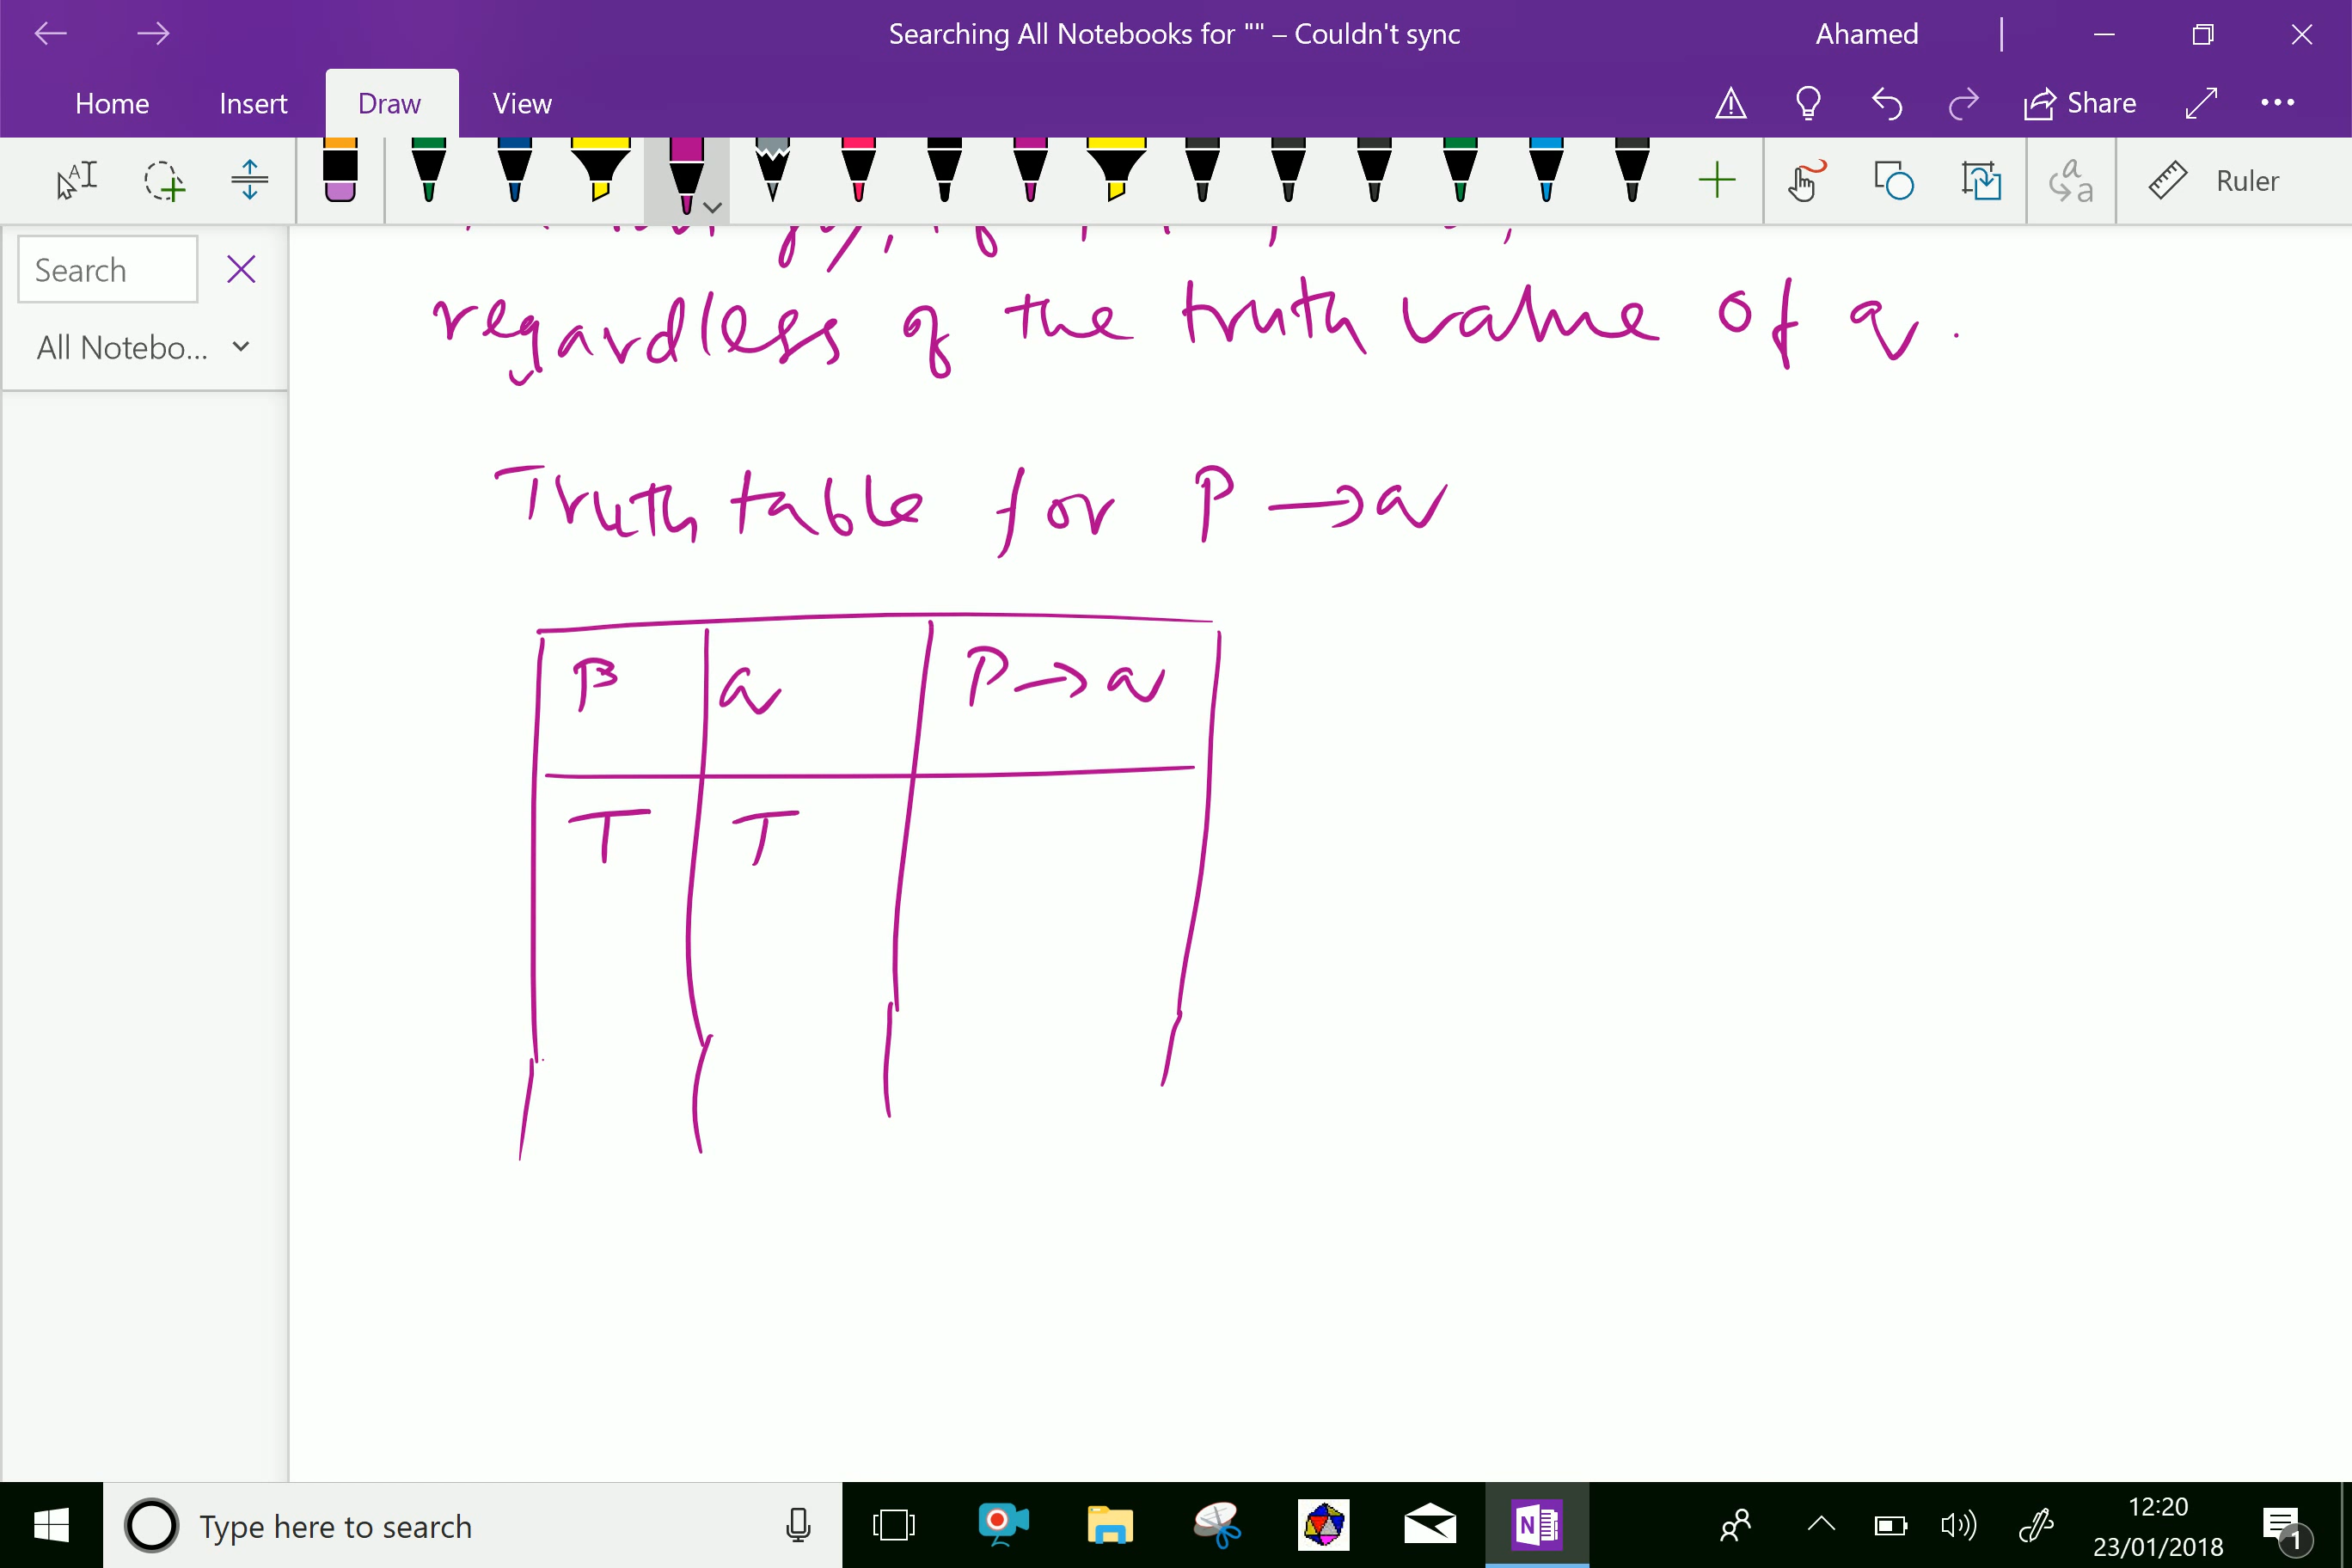 Searching All Notebooks for "" – Couldn't sync
Ahamed
Home Insert Draw View
Share
Ruler
Search
All Notebo...
regardless of the truth value of q.
Truth table for P → q
P q P → q
T T
Type here to search
12:20
23/01/2018
1